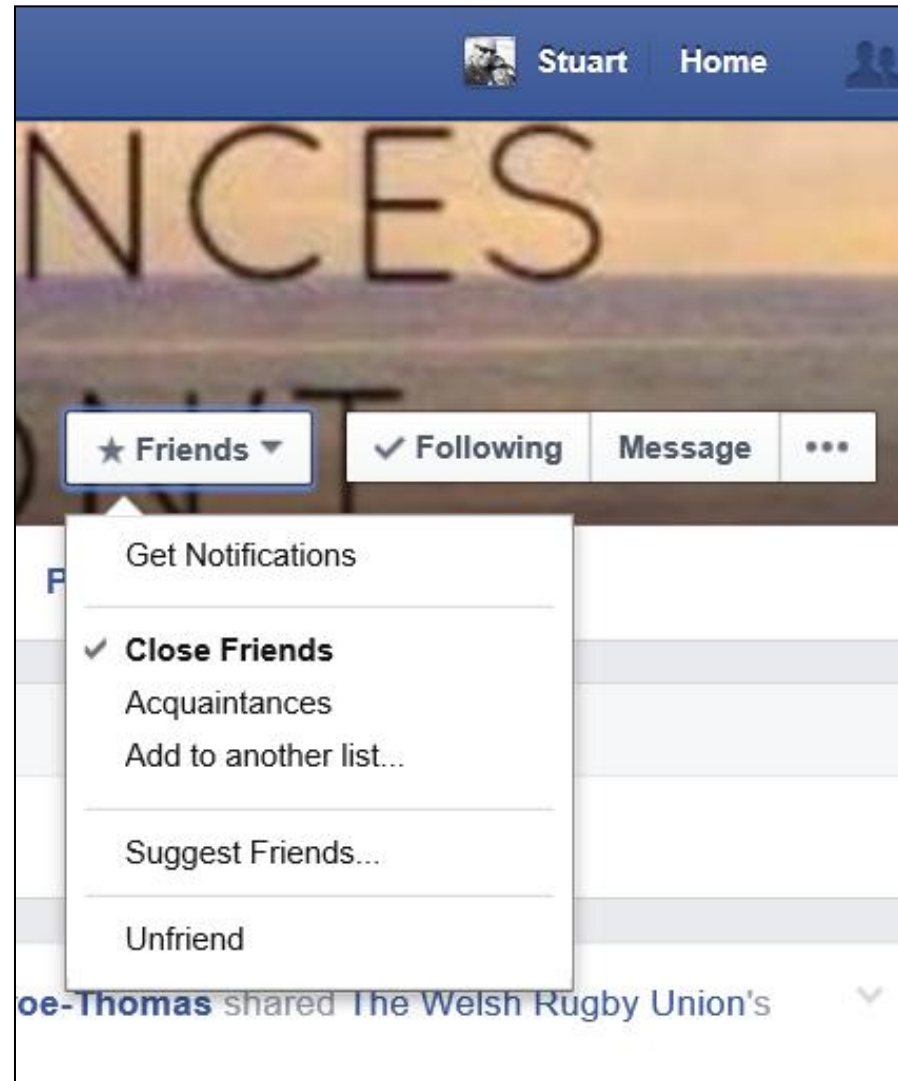 Stuart Home
NCES
ON'T
★ Friends ▼ ✓ Following Message •••
Get Notifications
P
✓ Close Friends
Acquaintances
Add to another list...
Suggest Friends...
Unfriend
oe-Thomas shared The Welsh Rugby Union's